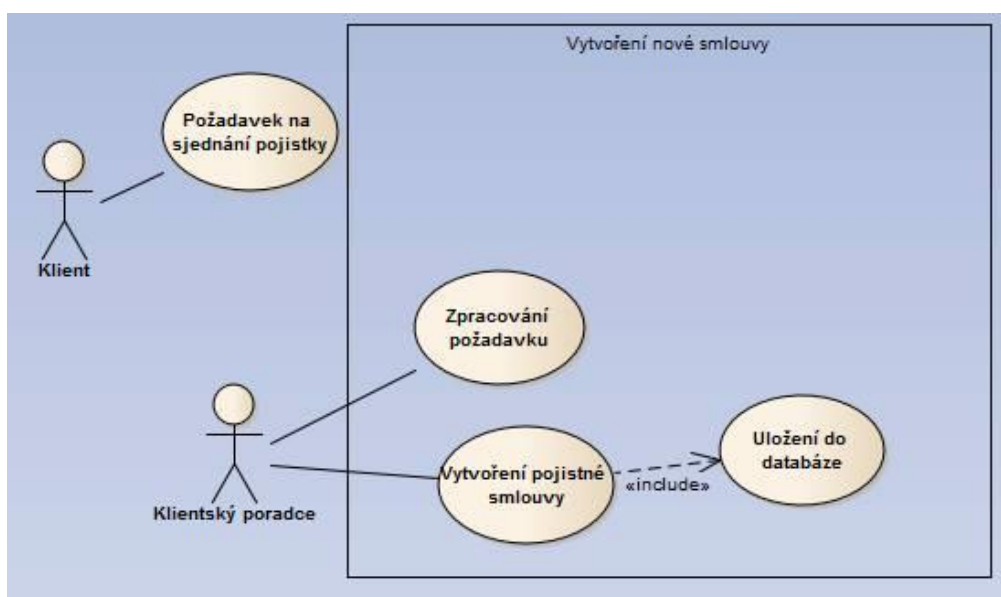 Vytvoření nové smlouvy
Požadavek na
sjednání pojistky
Klient
Zpracování
požadavku
Klientský poradce
Vytvoření pojistné
smlouvy
«include»
Uložení do
databáze